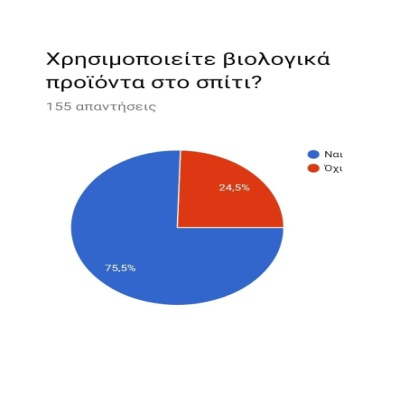 Χρησιμοποιείτε βιολογικά
προϊόντα στο σπίτι?
155 απαντήσεις
Ναι
Όχι
24,5%
75,5%